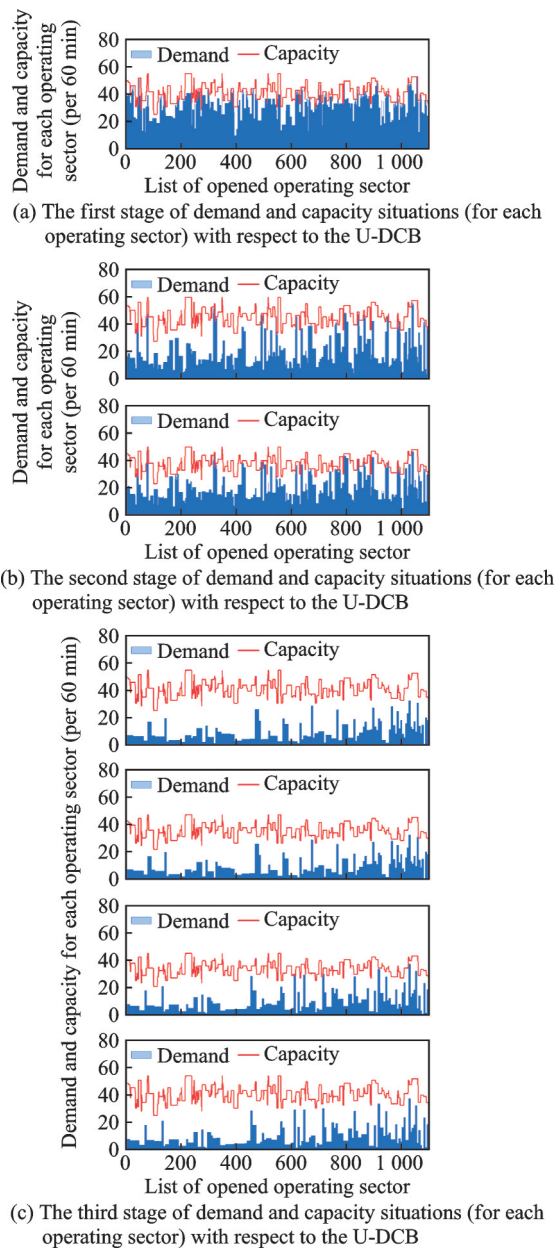 Demand and capacity
for each operating
sector (per 60 min)
80
60
40
20
0
Demand
Capacity
0 200 400 600 800 1 000
List of opened operating sector
(a) The first stage of demand and capacity situations (for each
operating sector) with respect to the U-DCB
Demand and capacity
for each operating
sector (per 60 min)
80
60
40
20
0
Demand
Capacity
80
60
40
20
0
Demand
Capacity
0 200 400 600 800 1 000
List of opened operating sector
(b) The second stage of demand and capacity situations (for each
operating sector) with respect to the U-DCB
Demand and capacity for each operating sector (per 60 min)
80
60
40
20
0
Demand
Capacity
80
60
40
20
0
Demand
Capacity
80
60
40
20
0
Demand
Capacity
80
60
40
20
0
Demand
Capacity
0 200 400 600 800 1 000
List of opened operating sector
(c) The third stage of demand and capacity situations (for each
operating sector) with respect to the U-DCB